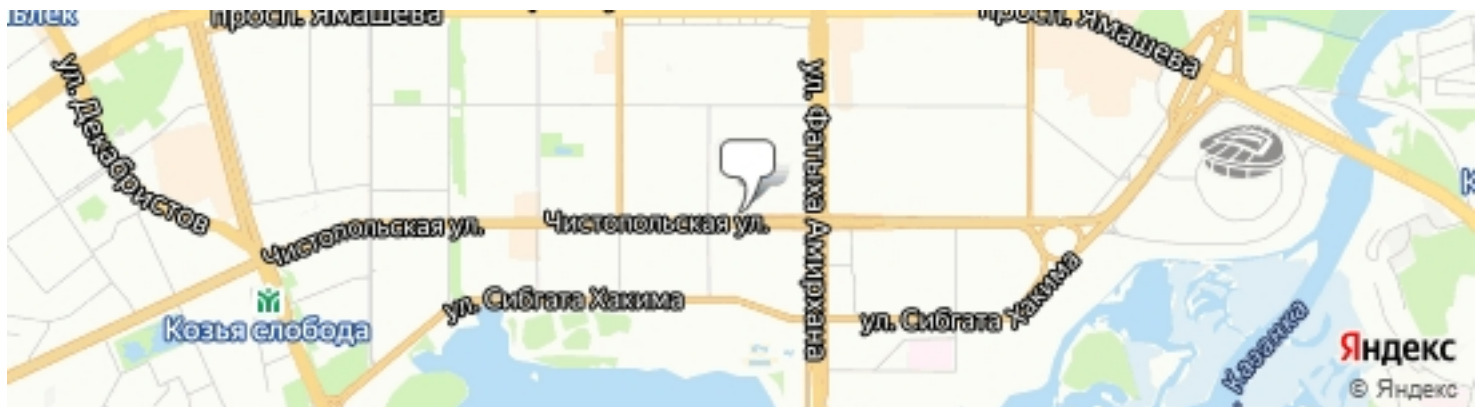 просп. Ямашева
просп. Ямашева
ул. Декабристов
ул. Фатыха Амирхана
Чистопольская ул.
Чистопольская ул.
ул. Сибгата Хакима
ул. Сибгата Хакима
Козья слобода
Казанка
Яндекс
© Яндекс